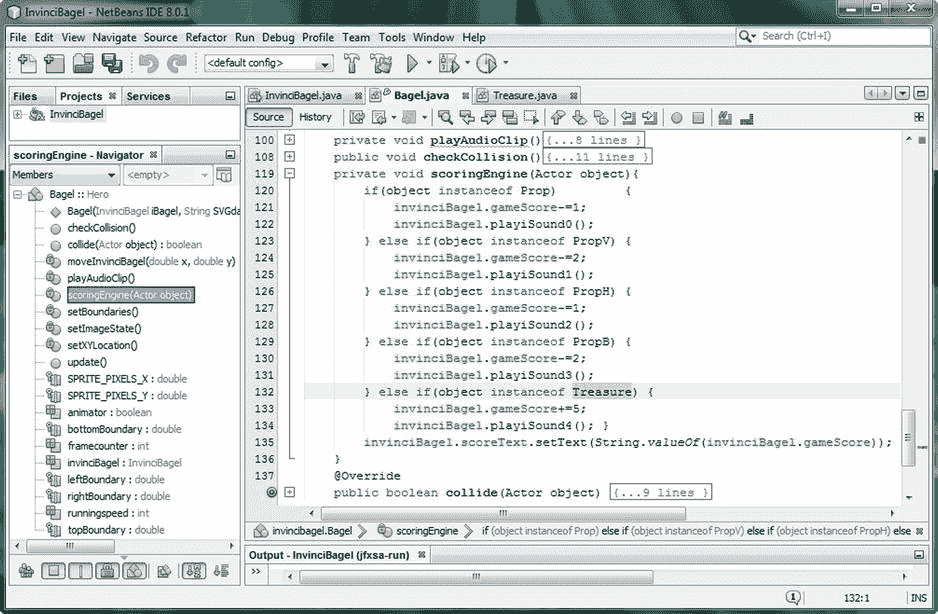 InvinciBagel - NetBeans IDE 8.0.1
File Edit View Navigate Source Refactor Run Debug Profile Team Tools Window Help
Search (Ctrl+I)
<default config>
Files Projects Services
InvinciBagel.java Bagel.java Treasure.java
InvinciBagel
Source History
scoringEngine - Navigator
Members <empty>
Bagel :: Hero
Bagel(InvinciBagel iBagel, String SVGda
checkCollision()
collide(Actor object) : boolean
moveInvinciBagel(double x, double y)
playAudioClip()
scoringEngine(Actor object)
setBoundaries()
setImageState()
setXYLocation()
update()
SPRITE_PIXELS_X : double
SPRITE_PIXELS_Y : double
animator : boolean
bottomBoundary : double
framecounter : int
invinciBagel : InvinciBagel
leftBoundary : double
rightBoundary : double
runningspeed : int
topBoundary : double
100 private void playAudioClip() {...8 lines }
108 public void checkCollision() {...11 lines }
119 private void scoringEngine(Actor object){
120 if(object instanceof Prop) {
121 invinciBagel.gameScore-=1;
122 invinciBagel.playiSound0();
123 } else if(object instanceof PropV) {
124 invinciBagel.gameScore-=2;
125 invinciBagel.playiSound1();
126 } else if(object instanceof PropH) {
127 invinciBagel.gameScore-=1;
128 invinciBagel.playiSound2();
129 } else if(object instanceof PropB) {
130 invinciBagel.gameScore-=2;
131 invinciBagel.playiSound3();
132 } else if(object instanceof Treasure) {
133 invinciBagel.gameScore+=5;
134 invinciBagel.playiSound4(); }
135 invinciBagel.scoreText.setText(String.valueOf(invinciBagel.gameScore));
136 }
137 @Override
public boolean collide(Actor object) {...9 lines }
invincibagel.Bagel scoringEngine if (object instanceof Prop) else if (object instanceof PropV) else if (object instanceof PropH) else
Output - InvinciBagel (jfxsa-run)
>>
1 132:1 INS